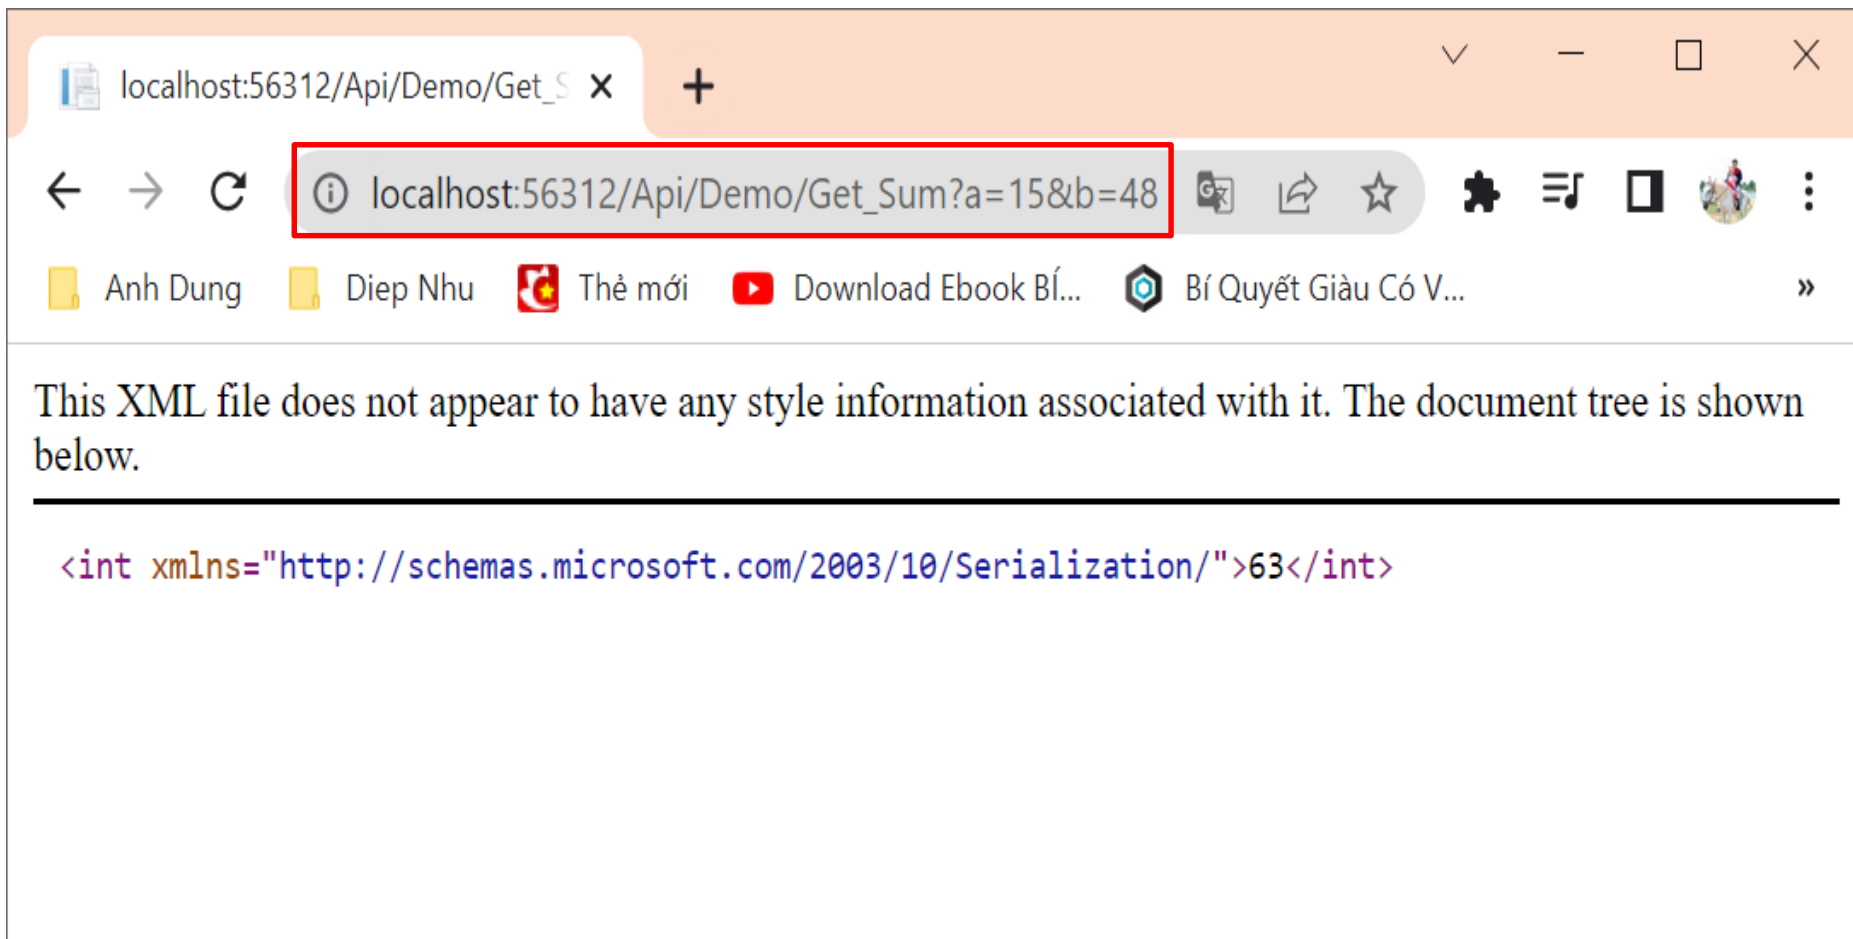 localhost:56312/Api/Demo/Get_S
localhost:56312/Api/Demo/Get_Sum?a=15&b=48
Anh Dung Diep Nhu Thẻ mới Download Ebook BÍ... Bí Quyết Giàu Có V... »
This XML file does not appear to have any style information associated with it. The document tree is shown
below.
<int xmlns="http://schemas.microsoft.com/2003/10/Serialization/">63</int>